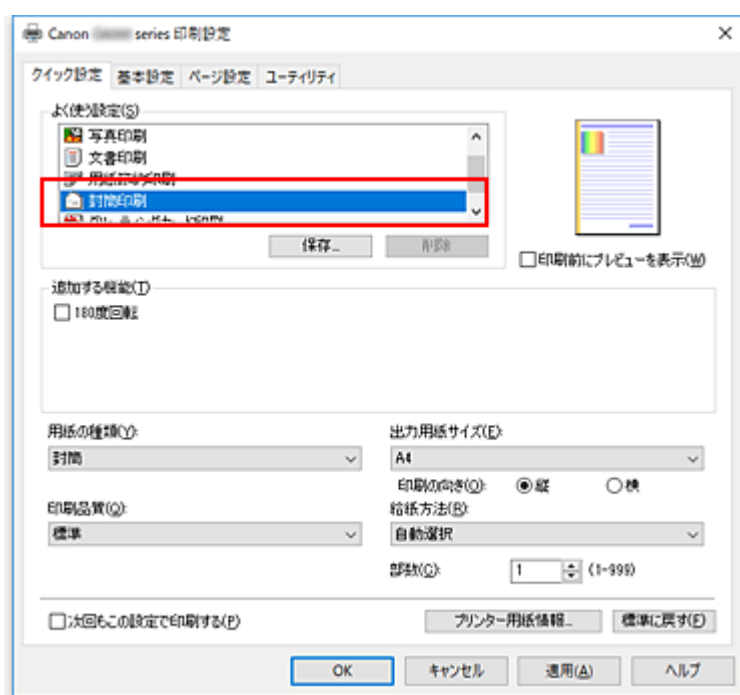 Canon series 印刷設定
クイック設定 基本設定 ページ設定 ユーティリティ
よく使う設定(S)
写真印刷
文書印刷
封筒印刷
保存...
削除
印刷前にプレビューを表示(W)
追加する機能(T)
180度回転
用紙の種類(Y):
封筒
出力用紙サイズ(E):
A4
印刷の向き(O): 縦 横
印刷品質(Q):
標準
給紙方法(R):
自動選択
部数(C): 1 (1-999)
次回もこの設定で印刷する(P)
プリンター用紙情報...
標準に戻す(F)
OK キャンセル 適用(A) ヘルプ